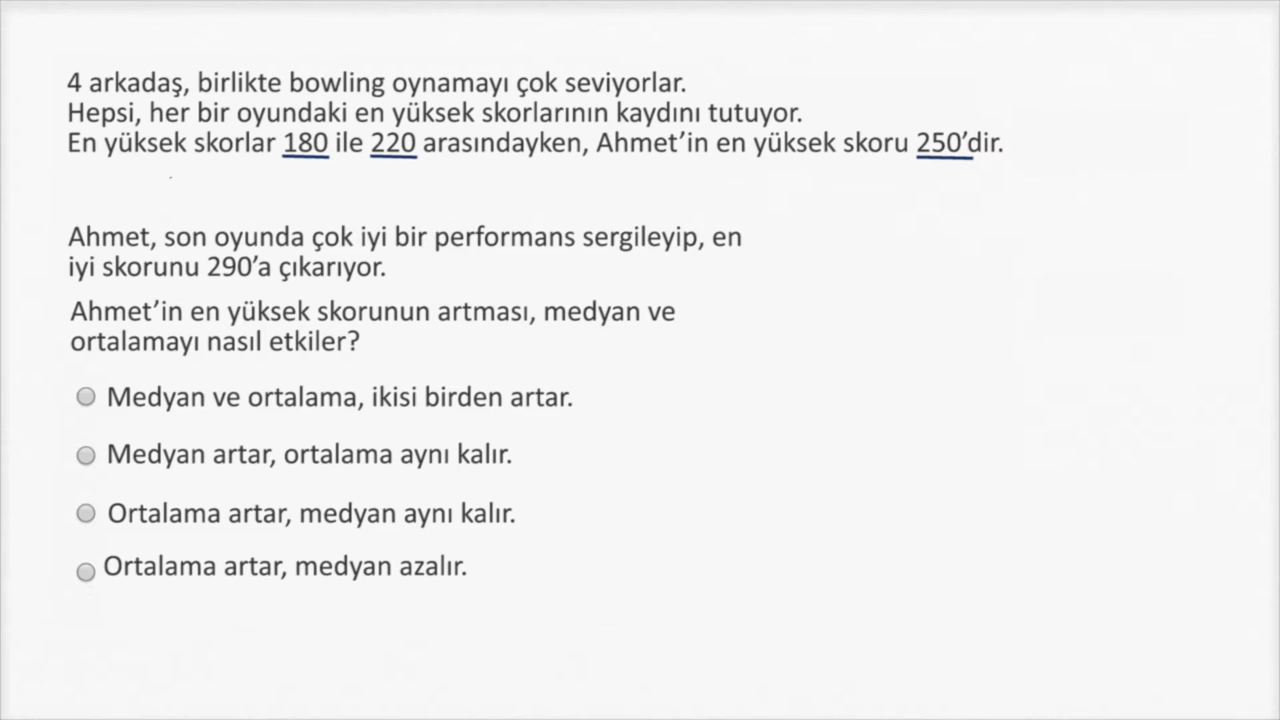 4 arkadaş, birlikte bowling oynamayı çok seviyorlar.
Hepsi, her bir oyundaki en yüksek skorlarının kaydını tutuyor.
En yüksek skorlar 180 ile 220 arasındayken, Ahmet’in en yüksek skoru 250’dir.
Ahmet, son oyunda çok iyi bir performans sergileyip, en
iyi skorunu 290’a çıkarıyor.
Ahmet’in en yüksek skorunun artması, medyan ve
ortalamayı nasıl etkiler?
Medyan ve ortalama, ikisi birden artar.
Medyan artar, ortalama aynı kalır.
Ortalama artar, medyan aynı kalır.
Ortalama artar, medyan azalır.